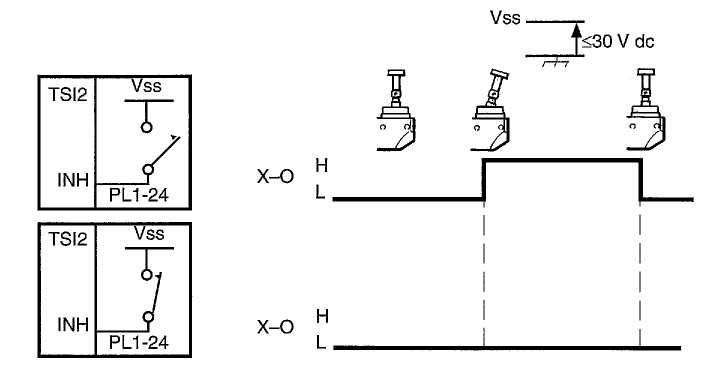 Vss
≤30 V dc
TSI2
Vss
INH
PL1-24
X–O
H
L
TSI2
Vss
INH
PL1-24
X–O
H
L